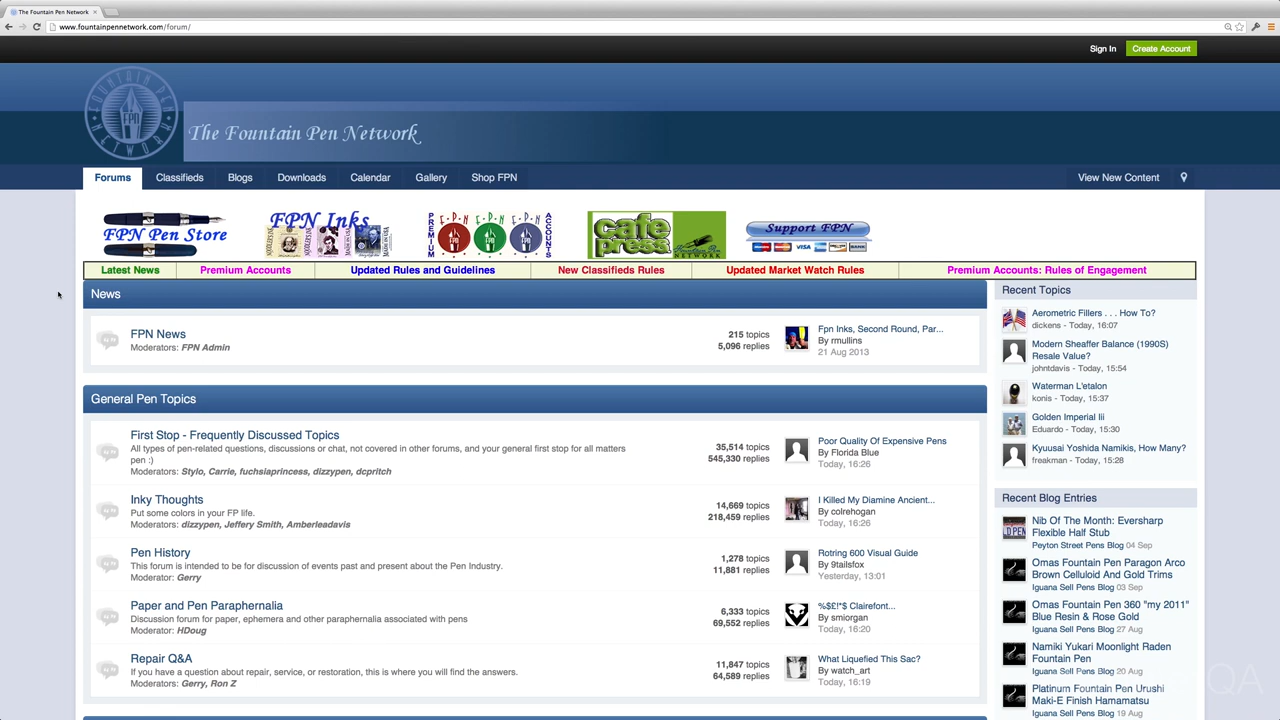 The Fountain Pen Network
www.fountainpennetwork.com/forum/
Sign In
Create Account
FOUNTAIN PEN NETWORK
FPN
The Fountain Pen Network
Forums
Classifieds
Blogs
Downloads
Calendar
Gallery
Shop FPN
View New Content
FPN Pen Store
FPN Inks
PREMIUM
FPN
FPN
FPN
ACCOUNTS
cafe
press
NETWORK
Support FPN
VISA
BANK
Latest News
Premium Accounts
Updated Rules and Guidelines
New Classifieds Rules
Updated Market Watch Rules
Premium Accounts: Rules of Engagement
News
FPN News
Moderators: FPN Admin
215 topics
5,096 replies
Fpn Inks, Second Round, Par...
By rmullins
21 Aug 2013
General Pen Topics
First Stop - Frequently Discussed Topics
All types of pen-related questions, discussions or chat, not covered in other forums, and your general first stop for all matters
pen :)
Moderators: Stylo, Carrie, fuchsiaprincess, dizzypen, dcpritch
35,514 topics
545,330 replies
Poor Quality Of Expensive Pens
By Florida Blue
Today, 16:26
Inky Thoughts
Put some colors in your FP life.
Moderators: dizzypen, Jeffery Smith, Amberleadavis
14,669 topics
218,459 replies
I Killed My Diamine Ancient...
By colrehogan
Today, 16:26
Pen History
This forum is intended to be for discussion of events past and present about the Pen Industry.
Moderator: Gerry
1,278 topics
11,881 replies
Rotring 600 Visual Guide
By 9tailsfox
Yesterday, 13:01
Paper and Pen Paraphernalia
Discussion forum for paper, ephemera and other paraphernalia associated with pens
Moderator: HDoug
6,333 topics
69,552 replies
%$£!*$ Clairefont...
By smiorgan
Today, 16:20
Repair Q&A
If you have a question about repair, service, or restoration, this is where you will find the answers.
Moderators: Gerry, Ron Z
11,847 topics
64,589 replies
What Liquefied This Sac?
By watch_art
Today, 16:19
Recent Topics
Aerometric Fillers . . . How To?
dickens - Today, 16:07
Modern Sheaffer Balance (1990S)
Resale Value?
johntdavis - Today, 15:54
Waterman L'etalon
konis - Today, 15:37
Golden Imperial Iii
Eduardo - Today, 15:30
Kyuusai Yoshida Namikis, How Many?
freakman - Today, 15:28
Recent Blog Entries
Nib Of The Month: Eversharp
Flexible Half Stub
Peyton Street Pens Blog 04 Sep
Omas Fountain Pen Paragon Arco
Brown Celluloid And Gold Trims
Iguana Sell Pens Blog 03 Sep
Omas Fountain Pen 360 "my 2011"
Blue Resin & Rose Gold
Iguana Sell Pens Blog 27 Aug
Namiki Yukari Moonlight Raden
Fountain Pen
Iguana Sell Pens Blog 20 Aug
Platinum Fountain Pen Urushi
Maki-E Finish Hamamatsu
Iguana Sell Pens Blog 19 Aug
QA